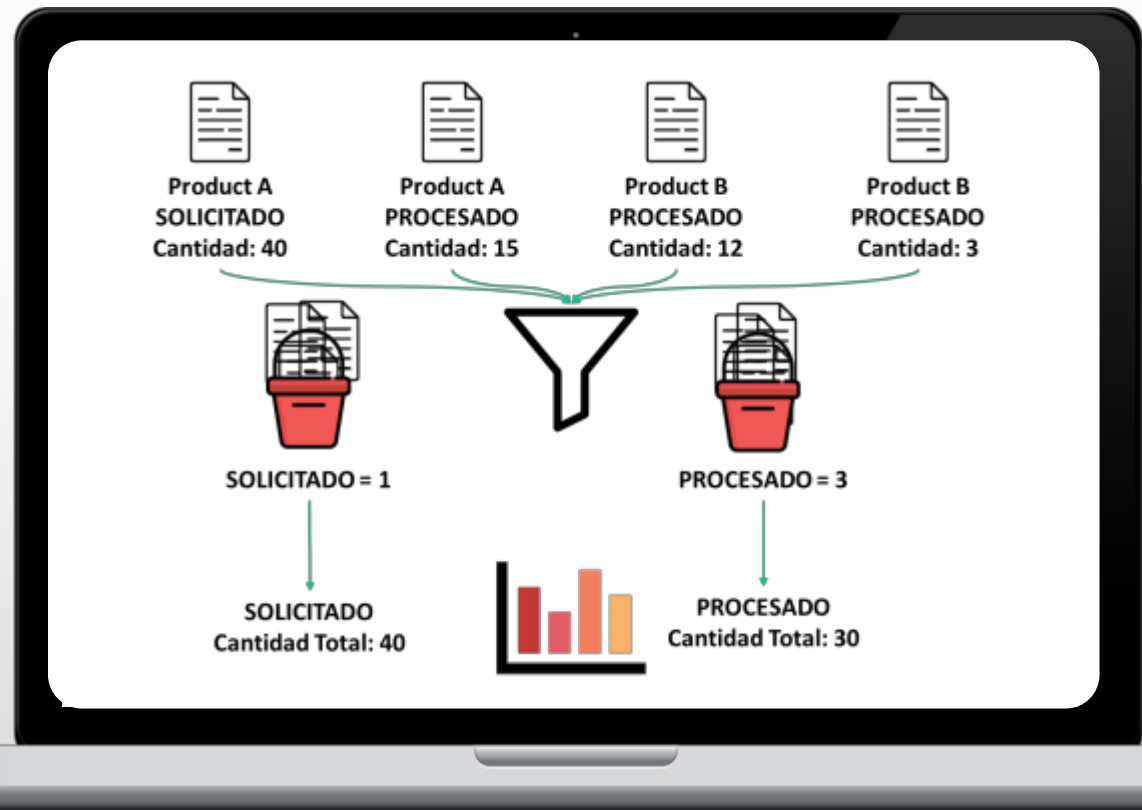 Product A
SOLICITADO
Cantidad: 40
Product A
PROCESADO
Cantidad: 15
Product B
PROCESADO
Cantidad: 12
Product B
PROCESADO
Cantidad: 3
SOLICITADO = 1
PROCESADO = 3
SOLICITADO
Cantidad Total: 40
PROCESADO
Cantidad Total: 30